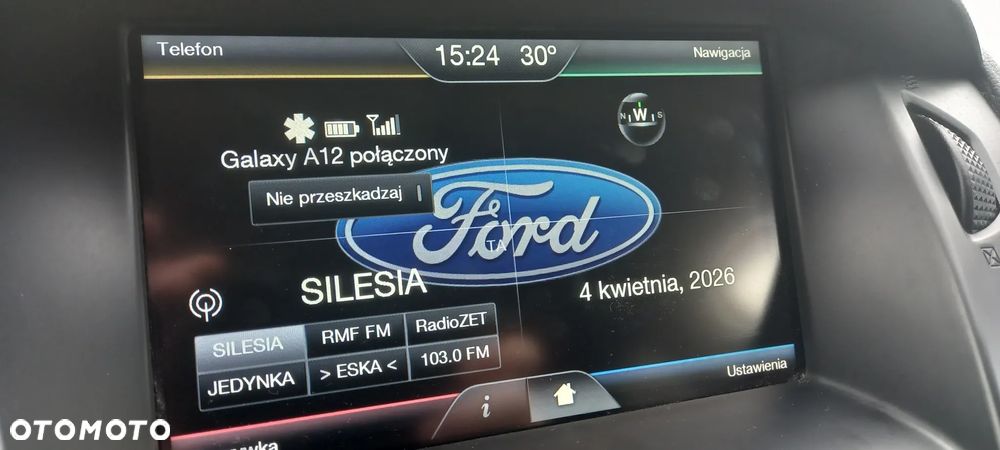 Telefon
15:24 30°
Nawigacja
N W S
Galaxy A12 połączony
Nie przeszkadzaj
Ford
TA
SILESIA
4 kwietnia, 2026
SILESIA
RMF FM
RadioZET
JEDYNKA
> ESKA <
103.0 FM
Ustawienia
i
OTOMOTO